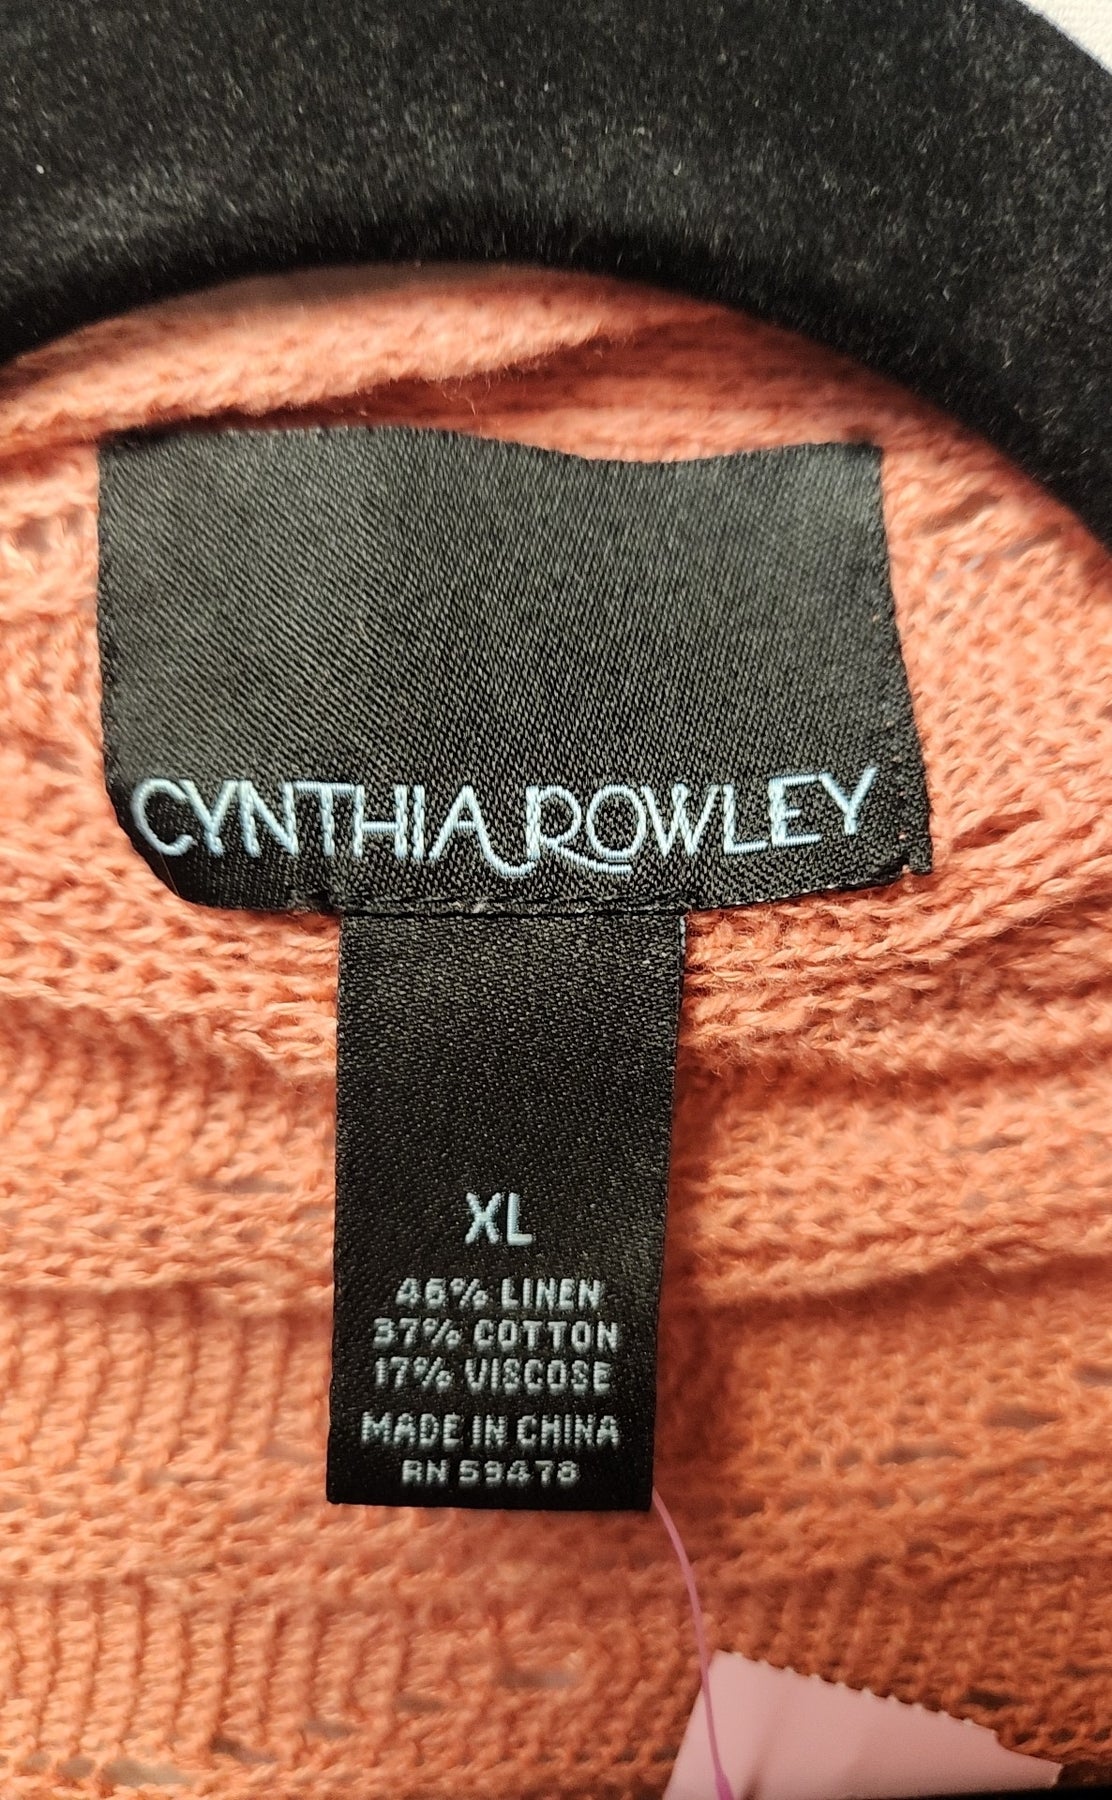 CYNTHIA ROWLEY
XL
46% LINEN
37% COTTON
17% VISCOSE
MADE IN CHINA
RN 59478